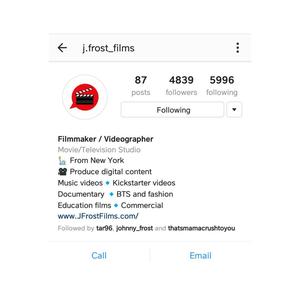 j.frost_films
87 4839 5996
posts followers following
Following
Filmmaker / Videographer
Movie/Television Studio
🗽 From New York
🎥 Produce digital content
Music videos🔹Kickstarter videos
Documentary 🔹BTS and fashion
Education films🔹Commercial
www.JFrostFilms.com/
Followed by tar96, johnny_frost and thatsmamacrushtoyou
Call Email